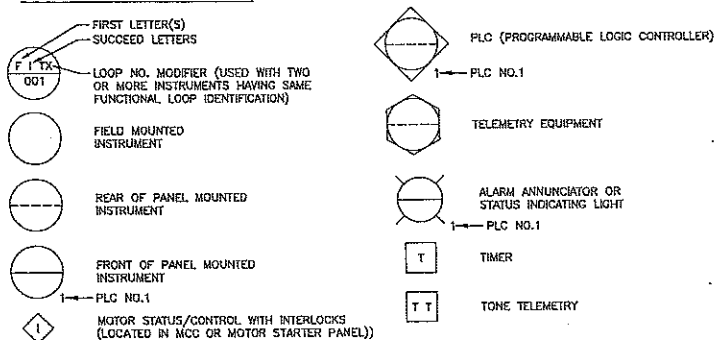 FIRST LETTER(S)
SUCCEED LETTERS
F I TX
001
LOOP NO. MODIFIER (USED WITH TWO
OR MORE INSTRUMENTS HAVING SAME
FUNCTIONAL LOOP IDENTIFICATION)
FIELD MOUNTED
INSTRUMENT
REAR OF PANEL MOUNTED
INSTRUMENT
FRONT OF PANEL MOUNTED
INSTRUMENT
1 PLC NO.1
I
MOTOR STATUS/CONTROL WITH INTERLOCKS
(LOCATED IN MCC OR MOTOR STARTER PANEL))
PLC (PROGRAMMABLE LOGIC CONTROLLER)
1 PLC NO.1
TELEMETRY EQUIPMENT
ALARM ANNUNCIATOR OR
STATUS INDICATING LIGHT
1 PLC NO.1
T
TIMER
T T
TONE TELEMETRY